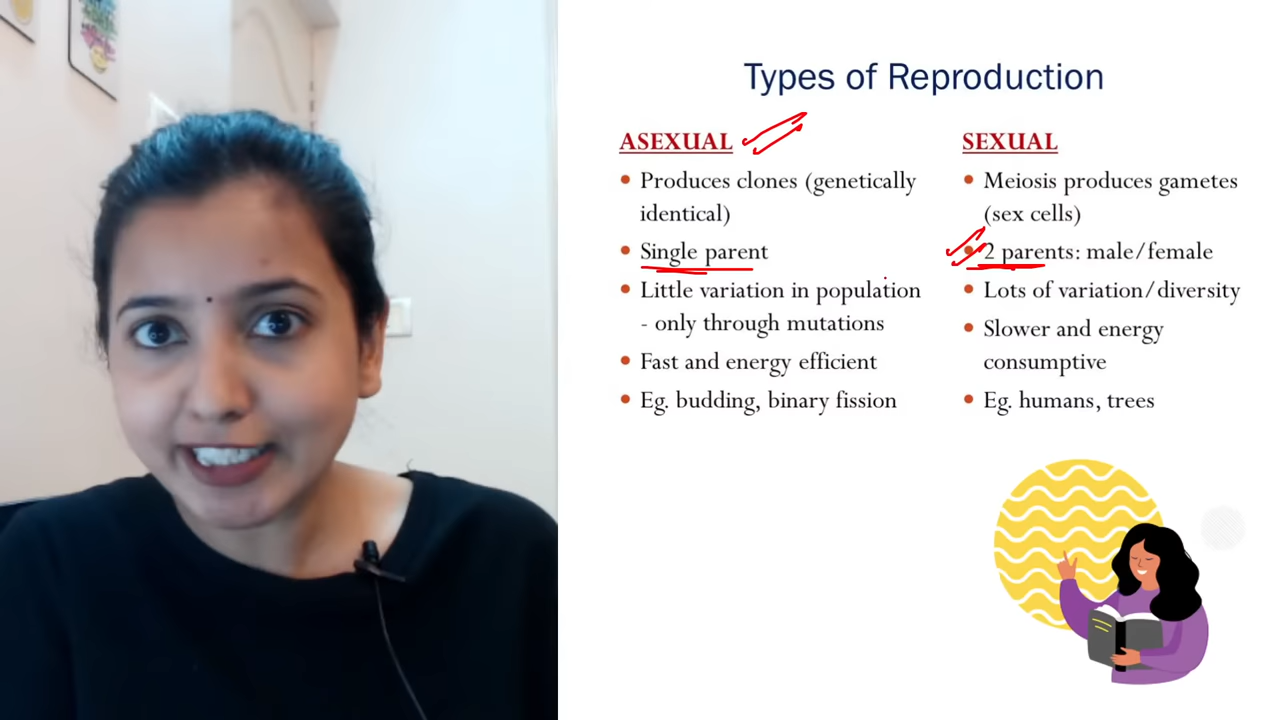 Types of Reproduction
ASEXUAL
• Produces clones (genetically
identical)
• Single parent
• Little variation in population
- only through mutations
• Fast and energy efficient
• Eg. budding, binary fission
SEXUAL
• Meiosis produces gametes
(sex cells)
• 2 parents: male/female
• Lots of variation/diversity
• Slower and energy
consumptive
• Eg. humans, trees